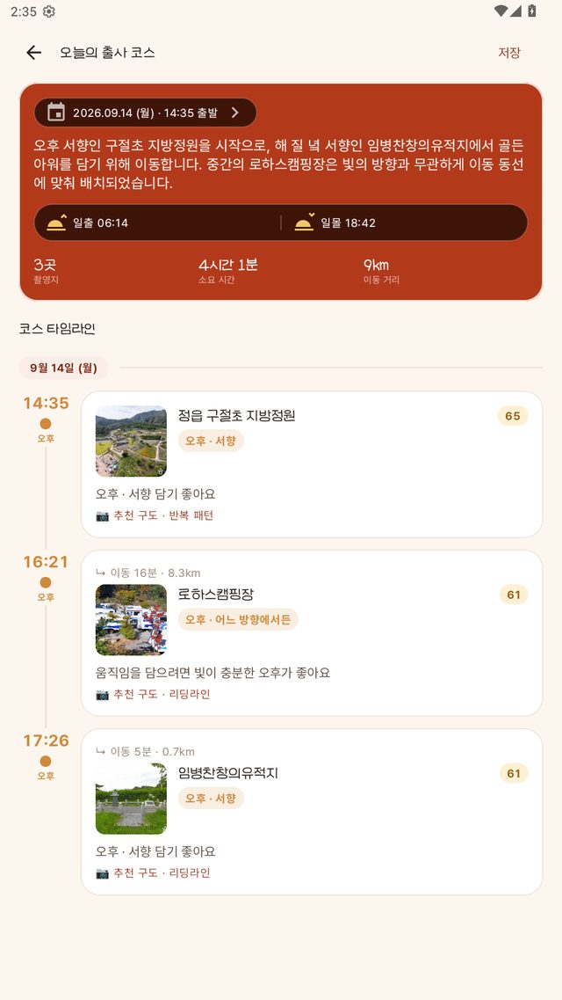 2:35
오늘의 출사 코스
저장
2026.09.14 (월) · 14:35 출발
오후 서향인 구절초 지방정원을 시작으로, 해 질 녘 서향인 임병찬창의유적지에서 골든
아워를 담기 위해 이동합니다. 중간의 로하스캠핑장은 빛의 방향과 무관하게 이동 동선
에 맞춰 배치되었습니다.
일출 06:14
일몰 18:42
3곳
4시간 1분
9km
촬영지
소요 시간
이동 거리
코스 타임라인
9월 14일 (월)
14:35
오후
정읍 구절초 지방정원
65
오후 · 서향
오후 · 서향 담기 좋아요
추천 구도 · 반복 패턴
16:21
오후
↳ 이동 16분 · 8.3km
로하스캠핑장
61
오후 · 어느 방향에서든
움직임을 담으려면 빛이 충분한 오후가 좋아요
추천 구도 · 리딩라인
17:26
오후
↳ 이동 5분 · 0.7km
임병찬창의유적지
61
오후 · 서향
오후 · 서향 담기 좋아요
추천 구도 · 리딩라인